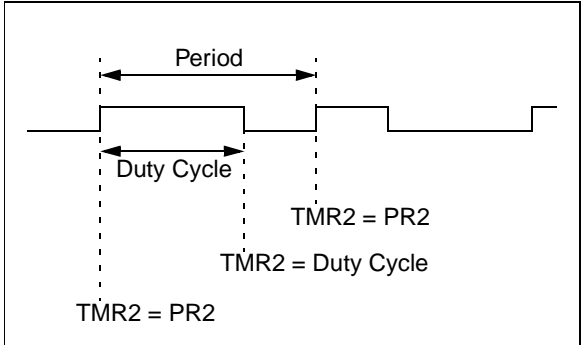 Period
Duty Cycle
TMR2 = PR2
TMR2 = Duty Cycle
TMR2 = PR2